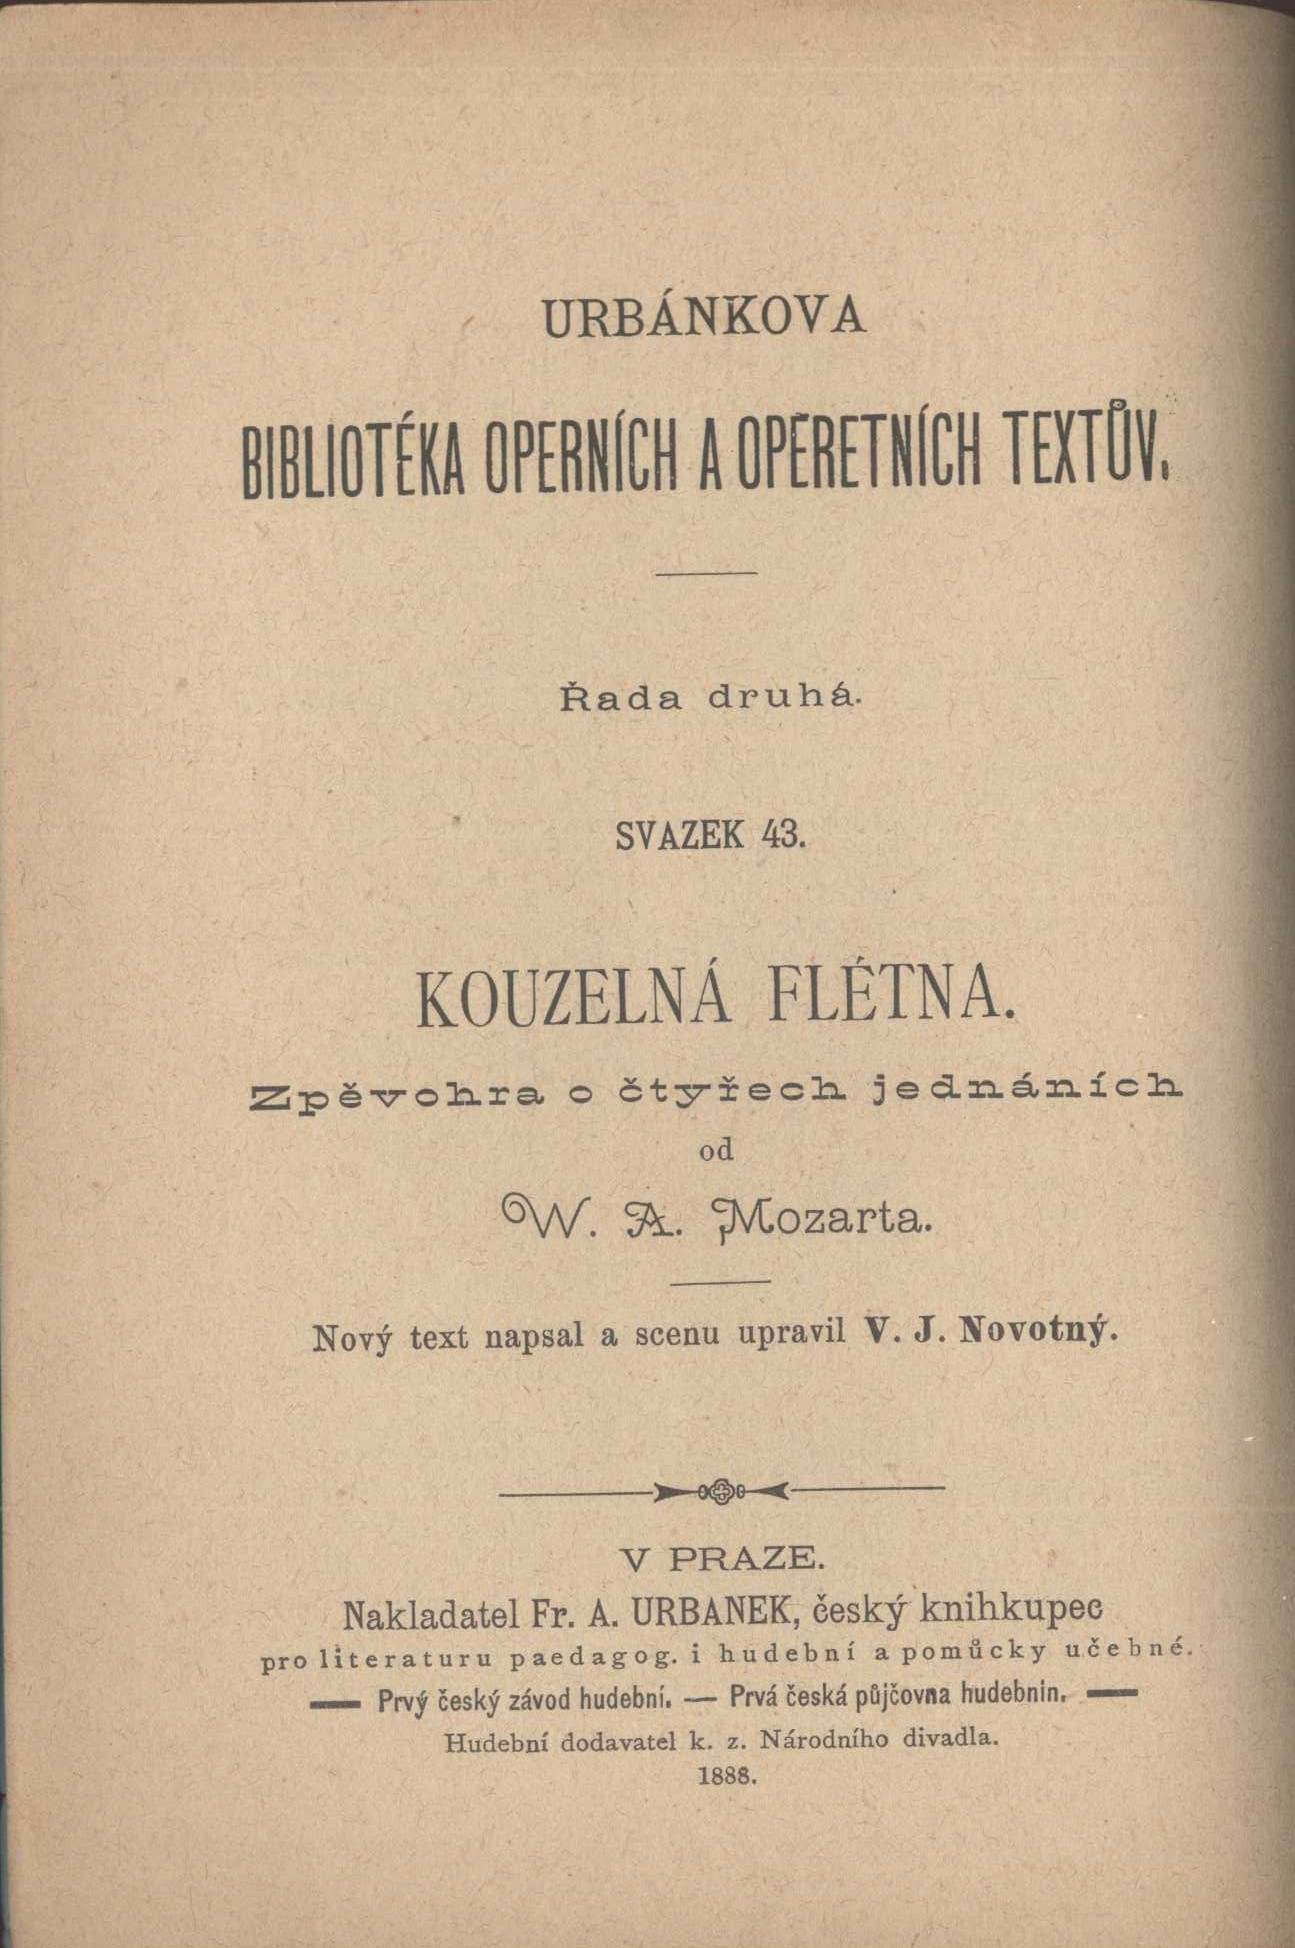 URBÁNKOVA
BIBLIOTÉKA OPERNÍCH A OPERETNÍCH TEXTŮV.
Řada druhá.
SVAZEK 43.
KOUZELNÁ FLÉTNA.
Zpěvohra o čtyřech jednáních
od
W. A. Mozarta.
Nový text napsal a scenu upravil V. J. Novotný.
V PRAZE.
Nakladatel Fr. A. URBANEK, český knihkupec
pro literaturu paedagog. i hudební a pomůcky učebné.
— Prvý český závod hudební. — Prvá česká půjčovna hudebnin. —
Hudební dodavatel k. z. Národního divadla.
1888.